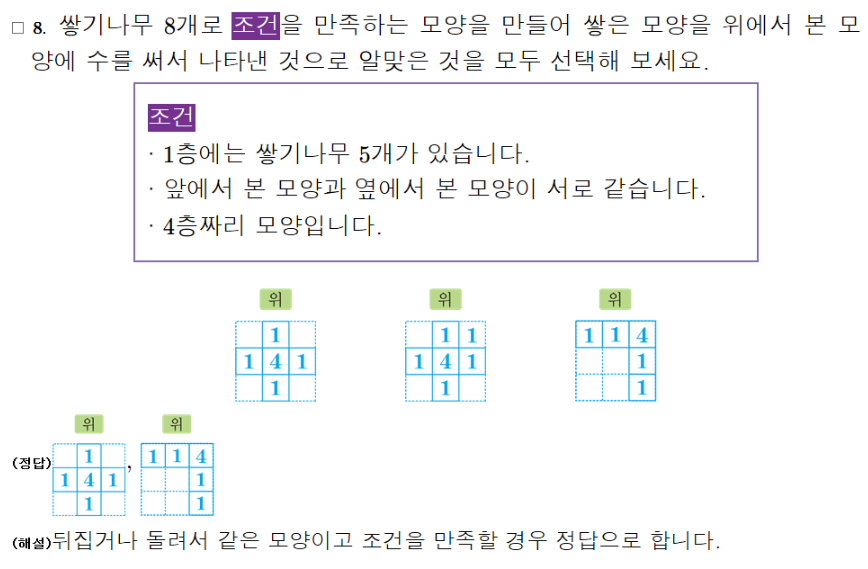 □ 8. 쌓기나무 8개로 조건을 만족하는 모양을 만들어 쌓은 모양을 위에서 본 모
양에 수를 써서 나타낸 것으로 알맞은 것을 모두 선택해 보세요.
조건
· 1층에는 쌓기나무 5개가 있습니다.
· 앞에서 본 모양과 옆에서 본 모양이 서로 같습니다.
· 4층짜리 모양입니다.
위 위 위
1 1 1 1 1 4
1 4 1 1 4 1 1
1 1 1
위 위
1 1 1 4
(정답) 1 4 1 , 1
1 1
(해설)뒤집거나 돌려서 같은 모양이고 조건을 만족할 경우 정답으로 합니다.